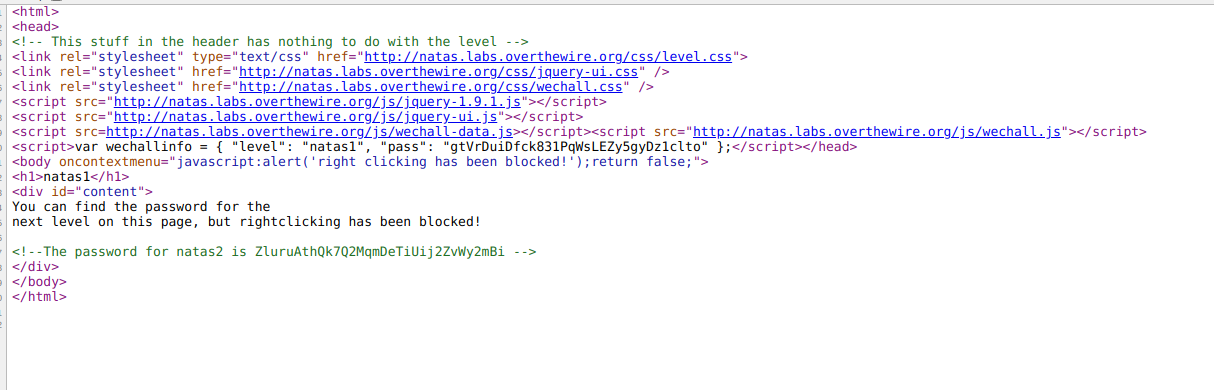 <html>
<head>
<!-- This stuff in the header has nothing to do with the level -->
<link rel="stylesheet" type="text/css" href="http://natas.labs.overthewire.org/css/level.css">
<link rel="stylesheet" href="http://natas.labs.overthewire.org/css/jquery-ui.css" />
<link rel="stylesheet" href="http://natas.labs.overthewire.org/css/wechall.css" />
<script src="http://natas.labs.overthewire.org/js/jquery-1.9.1.js"></script>
<script src="http://natas.labs.overthewire.org/js/jquery-ui.js"></script>
<script src=http://natas.labs.overthewire.org/js/wechall-data.js></script><script src="http://natas.labs.overthewire.org/js/wechall.js"></script>
<script>var wechallinfo = { "level": "natas1", "pass": "gtVrDuiDfck831PqWsLEZy5gyDz1clto" };</script></head>
<body oncontextmenu="javascript:alert('right clicking has been blocked!');return false;">
<h1>natas1</h1>
<div id="content">
You can find the password for the
next level on this page, but rightclicking has been blocked!
<!--The password for natas2 is ZluruAthQk7Q2MqmDeTiUij2ZvWy2mBi -->
</div>
</body>
</html>